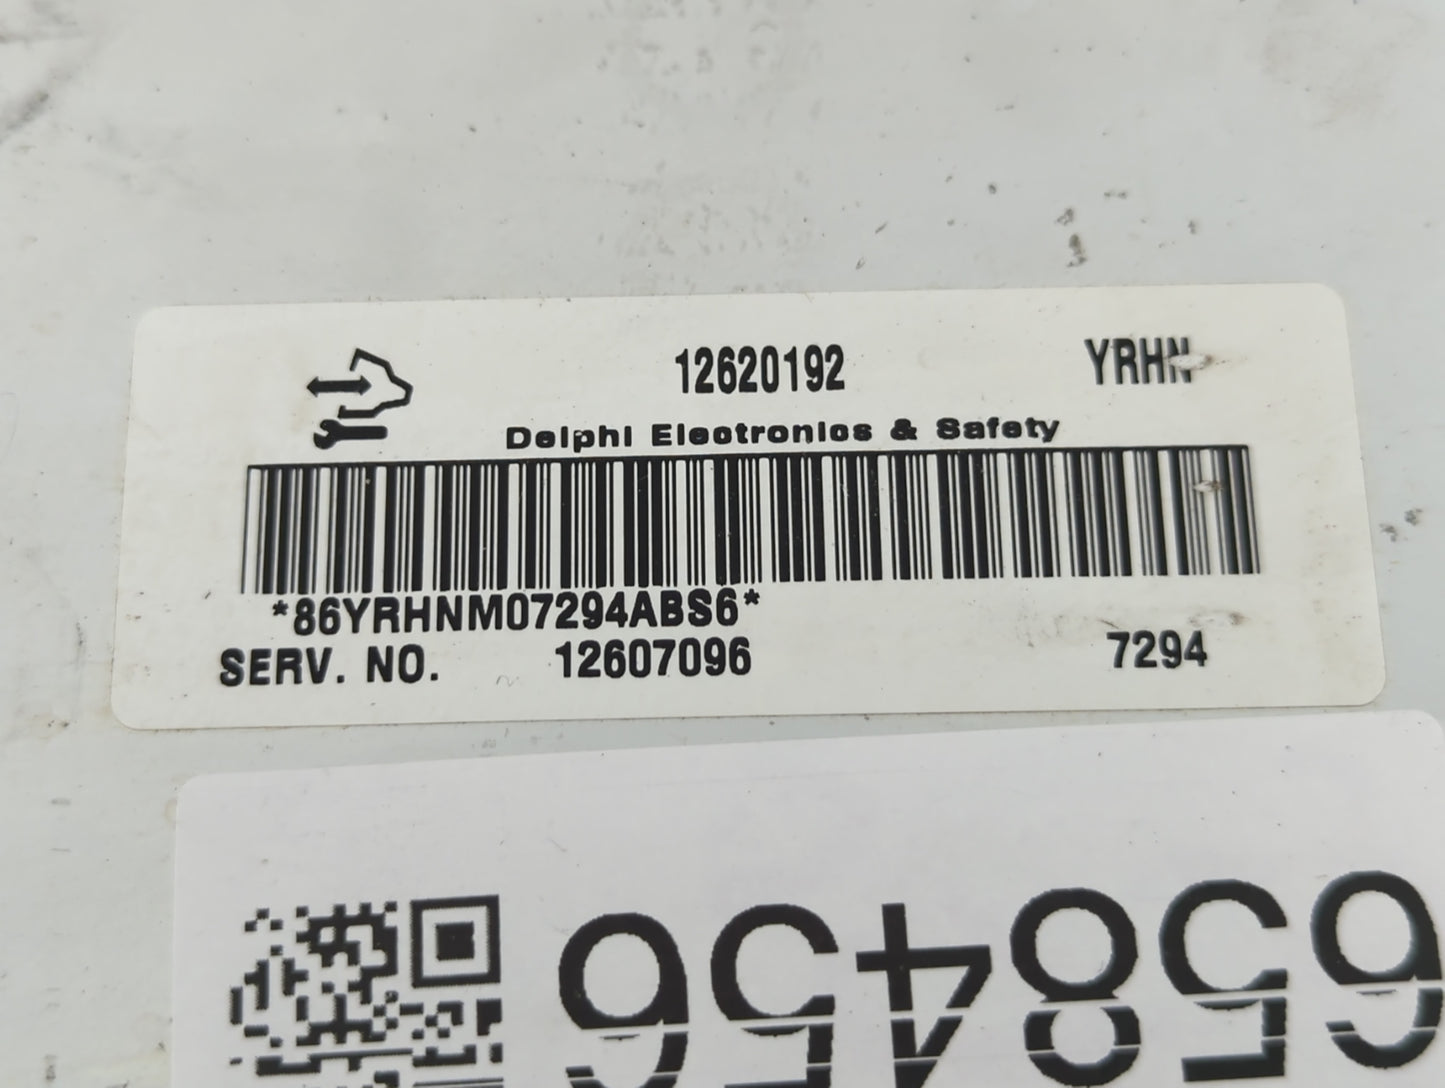 12620192
YRHN
Delphi Electronics & Safety
*86YRHNM07294ABS6*
SERV. NO. 12607096 7294
658456